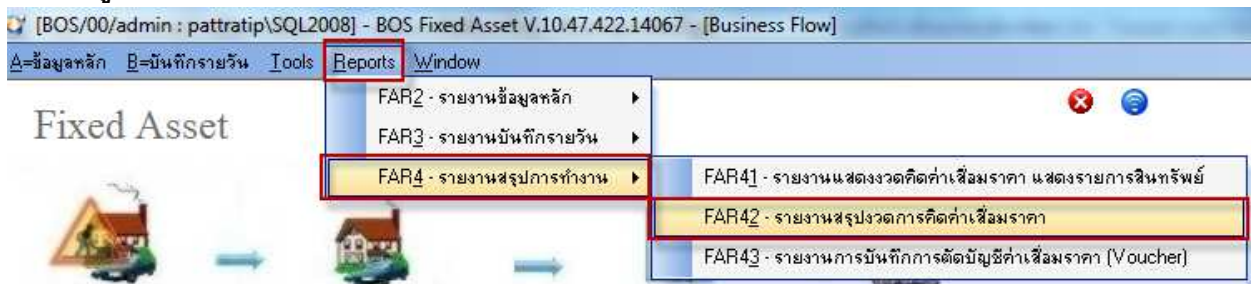 [BOS/00/admin : pattratip\SQL2008] - BOS Fixed Asset V.10.47.422.14067 - [Business Flow]
A=ข้อมูลหลัก B=บันทึกรายวัน Tools Reports Window
FAR2 - รายงานข้อมูลหลัก
Fixed Asset
FAR3 - รายงานบันทึกรายวัน
FAR4 - รายงานสรุปการทำงาน
FAR41 - รายงานแสดงงวดคิดค่าเสื่อมราคา แสดงรายการสินทรัพย์
FAR42 - รายงานสรุปงวดการคิดค่าเสื่อมราคา
FAR43 - รายงานการบันทึกการตัดบัญชีค่าเสื่อมราคา (Voucher)